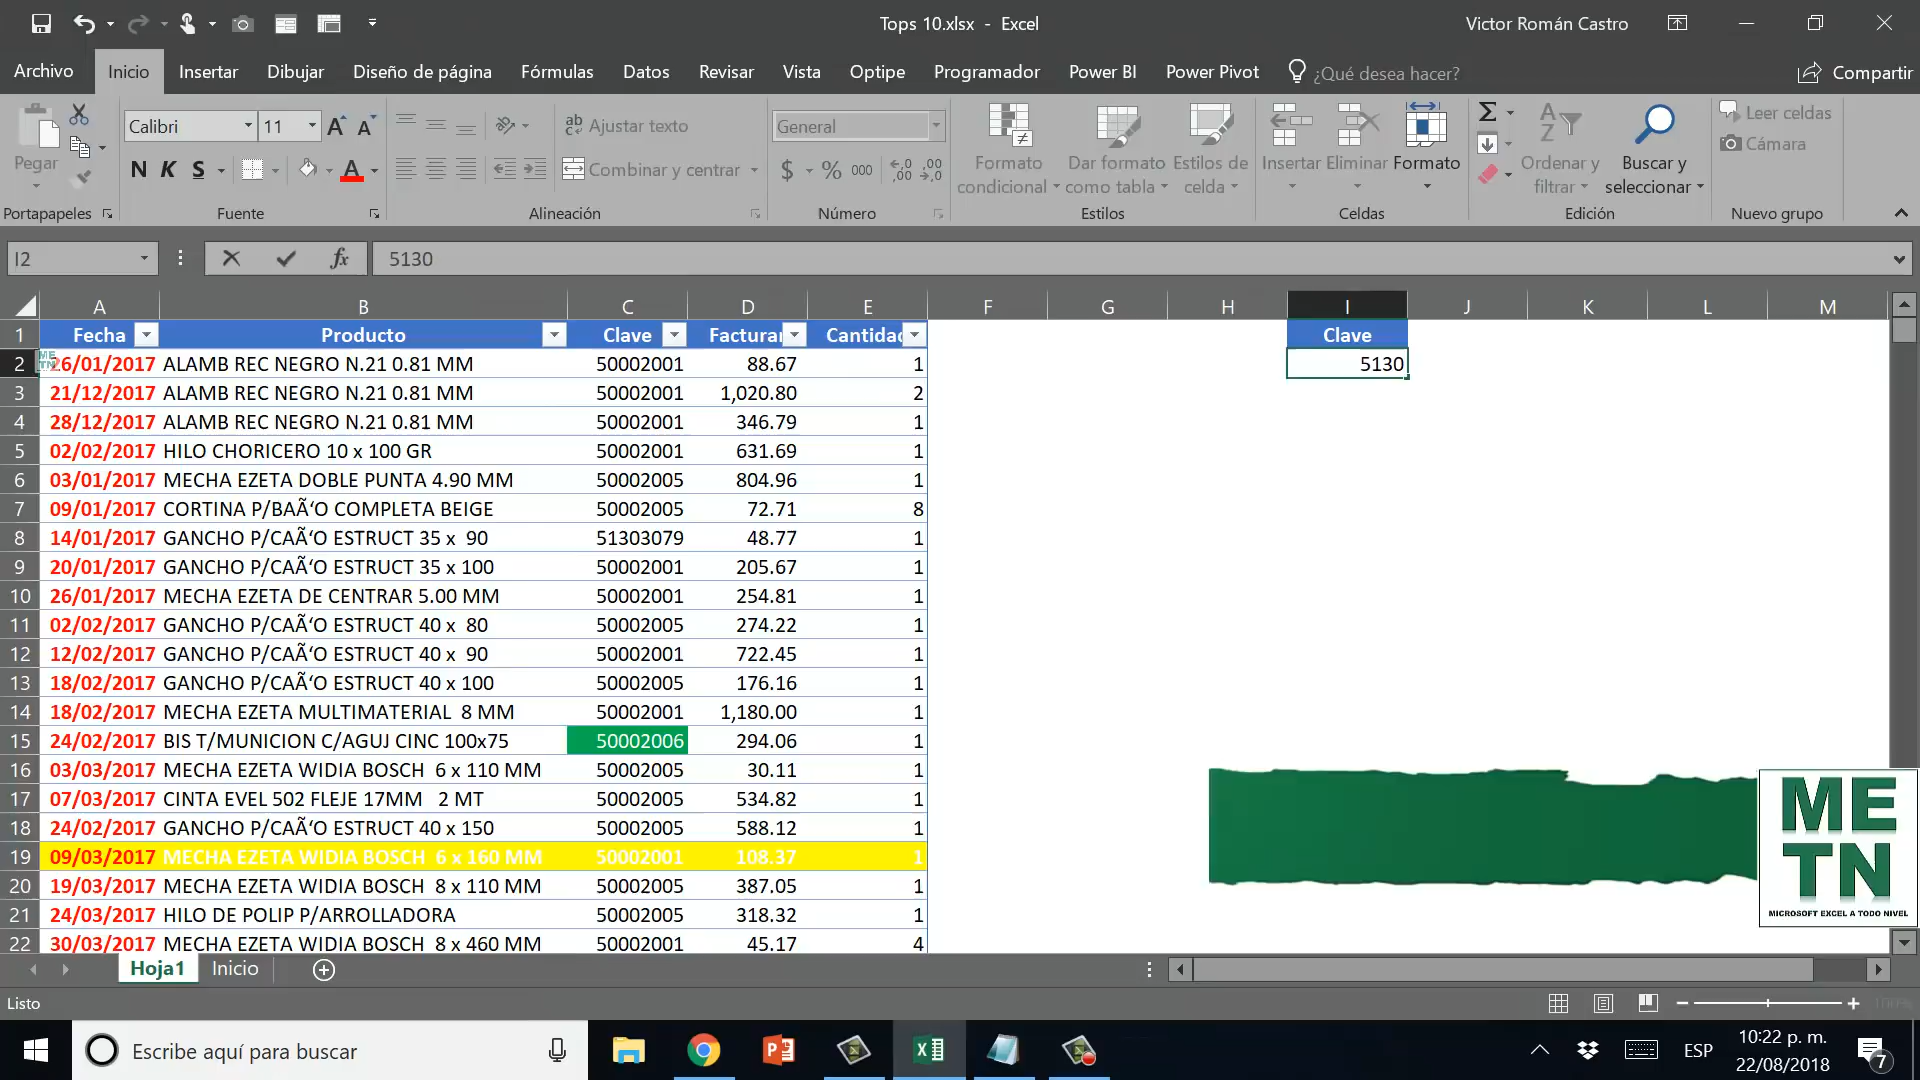 Tops 10.xlsx - Excel
Victor Román Castro
Archivo
Inicio
Insertar
Dibujar
Diseño de página
Fórmulas
Datos
Revisar
Vista
Optipe
Programador
Power BI
Power Pivot
¿Qué desea hacer?
Compartir
Pegar
Portapapeles
Calibri
11
N K S
Fuente
Ajustar texto
Combinar y centrar
Alineación
General
$ % 000
Número
Formato condicional
Dar formato como tabla
Estilos de celda
Estilos
Insertar
Eliminar
Formato
Celdas
Ordenar y filtrar
Buscar y seleccionar
Edición
Leer celdas
Cámara
Nuevo grupo
I2
fx
5130
A B C D E F G H I J K L M
1 Fecha Producto Clave Facturar Cantidad Clave
2 26/01/2017 ALAMB REC NEGRO N.21 0.81 MM 50002001 88.67 1 5130
3 21/12/2017 ALAMB REC NEGRO N.21 0.81 MM 50002001 1,020.80 2
4 28/12/2017 ALAMB REC NEGRO N.21 0.81 MM 50002001 346.79 1
5 02/02/2017 HILO CHORICERO 10 x 100 GR 50002001 631.69 1
6 03/01/2017 MECHA EZETA DOBLE PUNTA 4.90 MM 50002005 804.96 1
7 09/01/2017 CORTINA P/BAÃ‘O COMPLETA BEIGE 50002005 72.71 8
8 14/01/2017 GANCHO P/CAÃ‘O ESTRUCT 35 x 90 51303079 48.77 1
9 20/01/2017 GANCHO P/CAÃ‘O ESTRUCT 35 x 100 50002001 205.67 1
10 26/01/2017 MECHA EZETA DE CENTRAR 5.00 MM 50002001 254.81 1
11 02/02/2017 GANCHO P/CAÃ‘O ESTRUCT 40 x 80 50002005 274.22 1
12 12/02/2017 GANCHO P/CAÃ‘O ESTRUCT 40 x 90 50002001 722.45 1
13 18/02/2017 GANCHO P/CAÃ‘O ESTRUCT 40 x 100 50002005 176.16 1
14 18/02/2017 MECHA EZETA MULTIMATERIAL 8 MM 50002001 1,180.00 1
15 24/02/2017 BIS T/MUNICION C/AGUJ CINC 100x75 50002006 294.06 1
16 03/03/2017 MECHA EZETA WIDIA BOSCH 6 x 110 MM 50002005 30.11 1
17 07/03/2017 CINTA EVEL 502 FLEJE 17MM 2 MT 50002005 534.82 1
18 24/02/2017 GANCHO P/CAÃ‘O ESTRUCT 40 x 150 50002005 588.12 1
19 09/03/2017 MECHA EZETA WIDIA BOSCH 6 x 160 MM 50002001 108.37 1
20 19/03/2017 MECHA EZETA WIDIA BOSCH 8 x 110 MM 50002005 387.05 1
21 24/03/2017 HILO DE POLIP P/ARROLLADORA 50002005 318.32 1
22 30/03/2017 MECHA EZETA WIDIA BOSCH 8 x 460 MM 50002001 45.17 4
ME
TN
MICROSOFT EXCEL A TODO NIVEL
Hoja1
Inicio
Listo
Escribe aquí para buscar
ESP
10:22 p. m.
22/08/2018
7